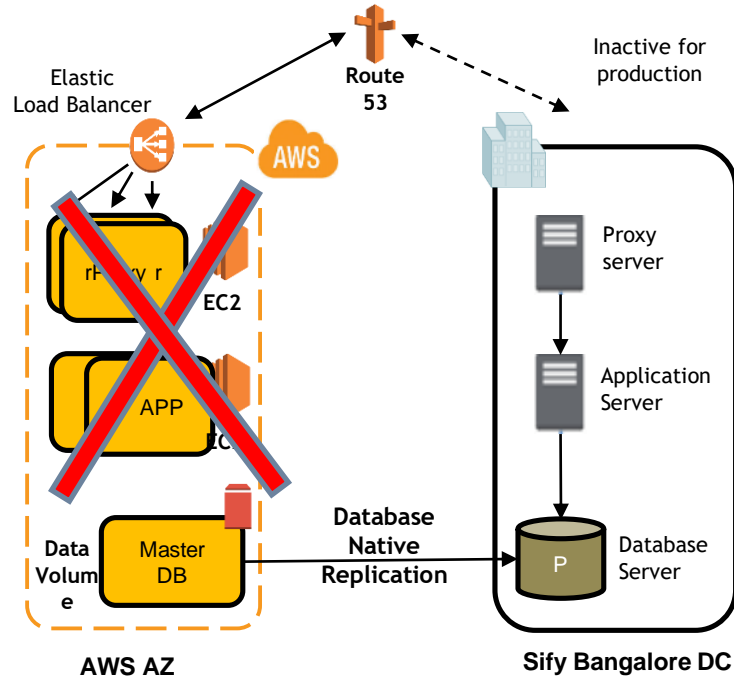 Route
53
Inactive for
production
Elastic
Load Balancer
AWS
EC2
APP
Proxy
server
Application
Server
Database
Native
Replication
Data
Volum
e
Master
DB
P
Database
Server
AWS AZ
Sify Bangalore DC